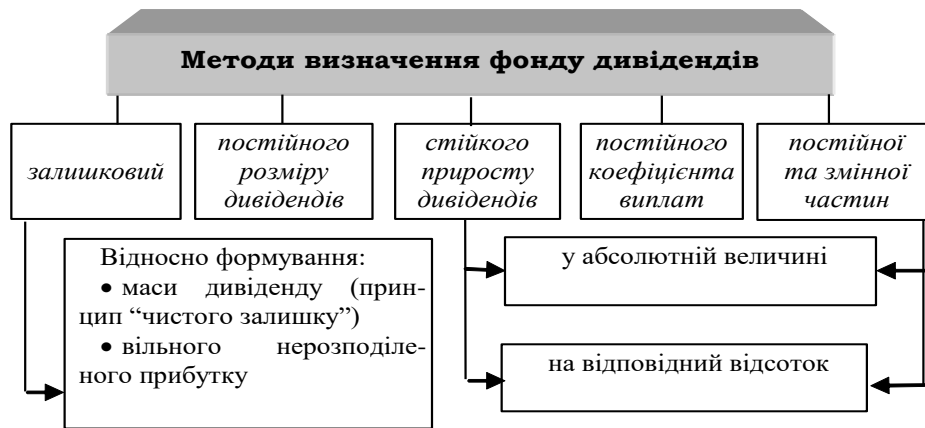 Методи визначення фонду дивідендів
залишковий
постійного
розміру
дивідендів
стійкого
приросту
дивідендів
постійного
коефіцієнта
виплат
постійної
та змінної
частин
Відносно формування:
• маси дивіденду (прин-
цип “чистого залишку”)
• вільного нерозподіле-
ного прибутку
у абсолютній величині
на відповідний відсоток